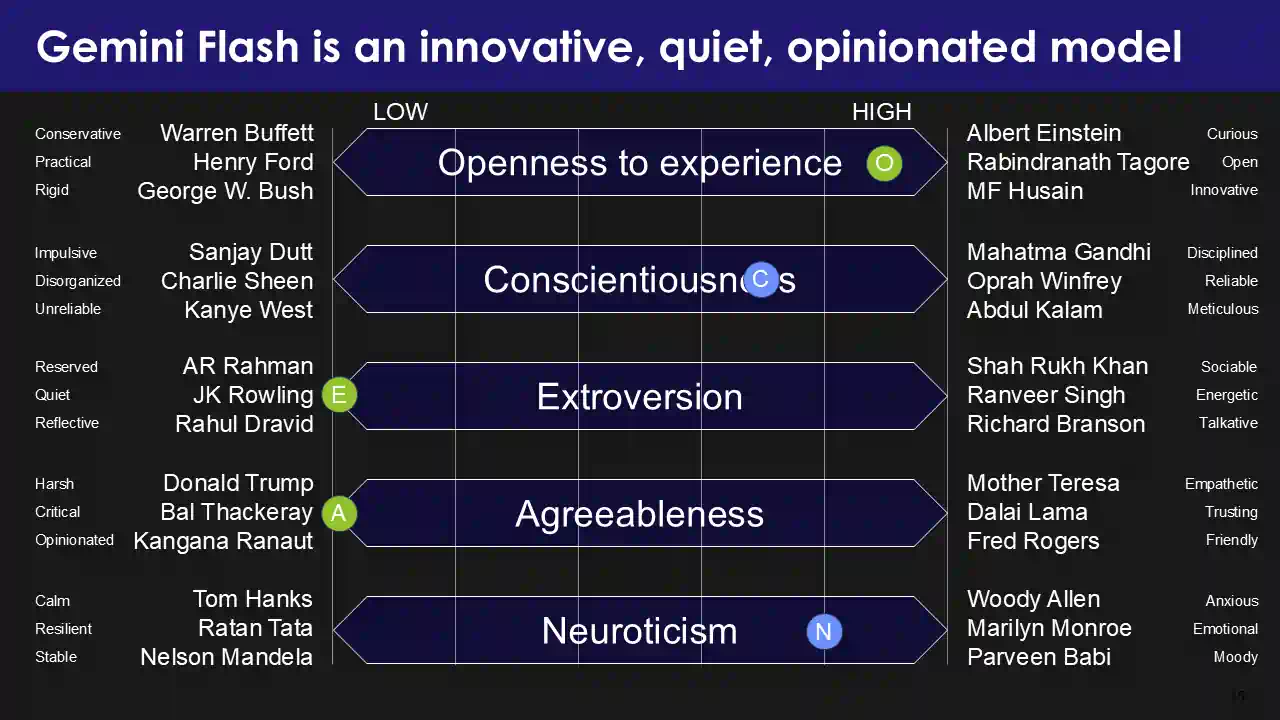 Gemini Flash is an innovative, quiet, opinionated model
LOW HIGH
Conservative Warren Buffett Albert Einstein Curious
Practical Henry Ford Openness to experience O Rabindranath Tagore Open
Rigid George W. Bush MF Husain Innovative
Impulsive Sanjay Dutt Mahatma Gandhi Disciplined
Disorganized Charlie Sheen Conscientiousness C Oprah Winfrey Reliable
Unreliable Kanye West Abdul Kalam Meticulous
Reserved AR Rahman Shah Rukh Khan Sociable
Quiet JK Rowling E Extroversion Ranveer Singh Energetic
Reflective Rahul Dravid Richard Branson Talkative
Harsh Donald Trump Mother Teresa Empathetic
Critical Bal Thackeray A Agreeableness Dalai Lama Trusting
Opinionated Kangana Ranaut Fred Rogers Friendly
Calm Tom Hanks Woody Allen Anxious
Resilient Ratan Tata Neuroticism N Marilyn Monroe Emotional
Stable Nelson Mandela Parveen Babi Moody